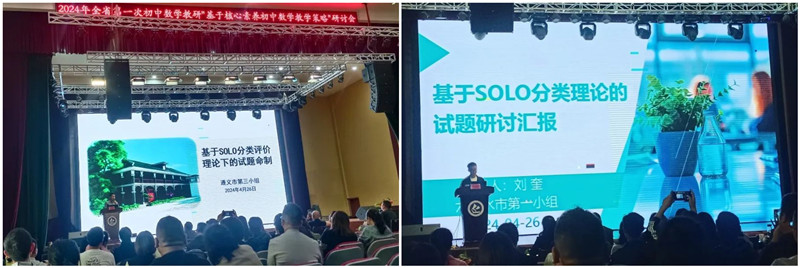 2024年全省第一次初中数学教研“基于核心素养初中数学教学策略”研讨会
基于SOLO分类评价
理论下的试题命制
遵义市第三小组
2024年4月26日
基于SOLO分类理论的
试题研讨汇报
人：刘奎
水市第一小组
24-04-26